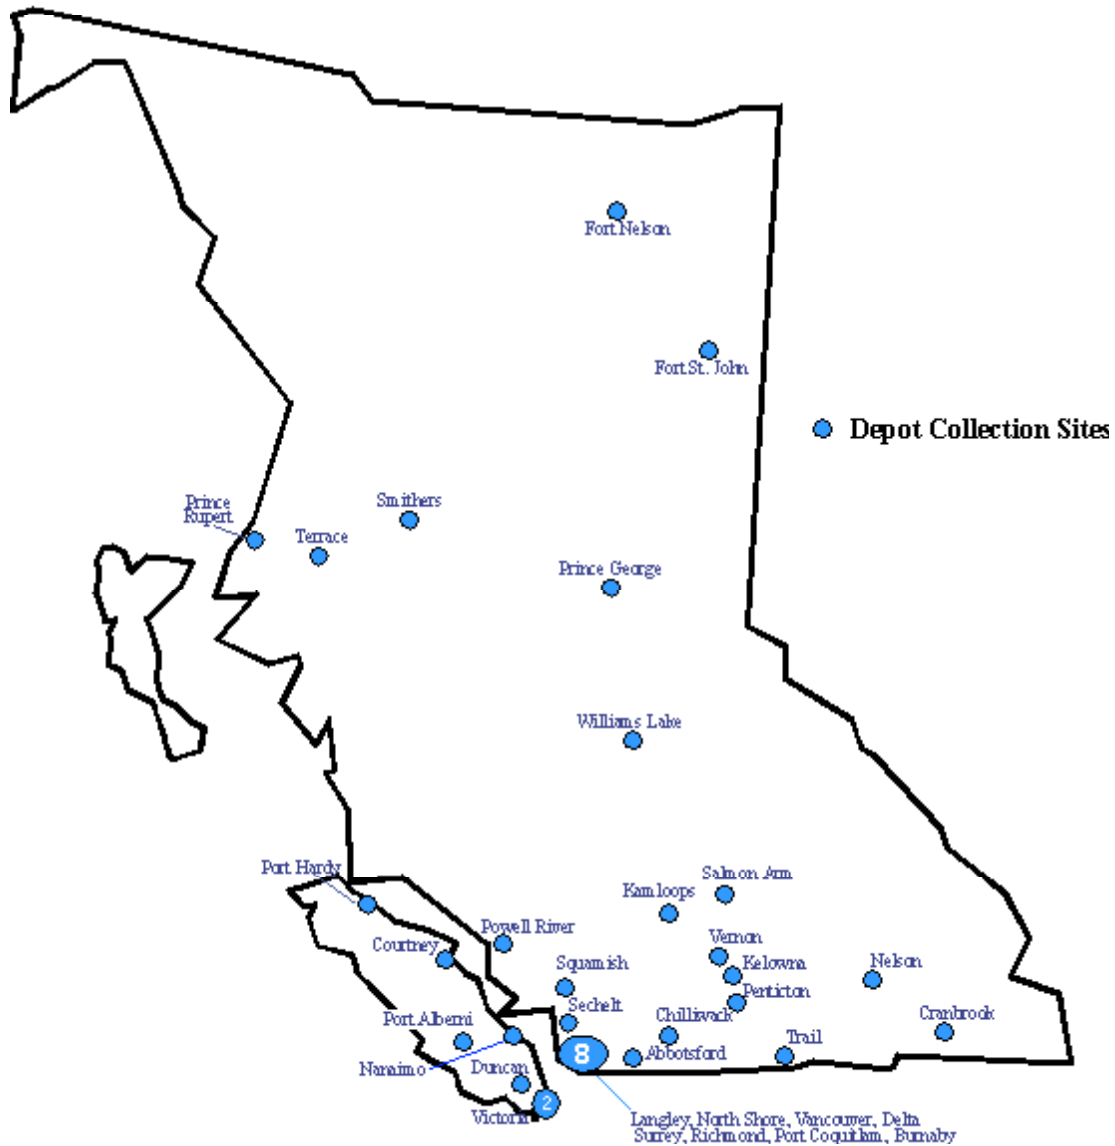 Fort Nelson
Fort St. John
Depot Collection Sites
Prince
Rupert
Smithers
Terrace
Prince George
Williams Lake
Port Hardy
Salmon Arm
Kamloops
Powell River
Courtney
Vernon
Squamish
Kelowna
Nelson
Penticton
Sechelt
Chilliwack
Cranbrook
Port Alberni
Trail
8
Abbotsford
Nanaimo
Duncan
2
Victoria
Langley, North Shore, Vancouver, Delta
Surrey, Richmond, Port Coquitlam, Burnaby